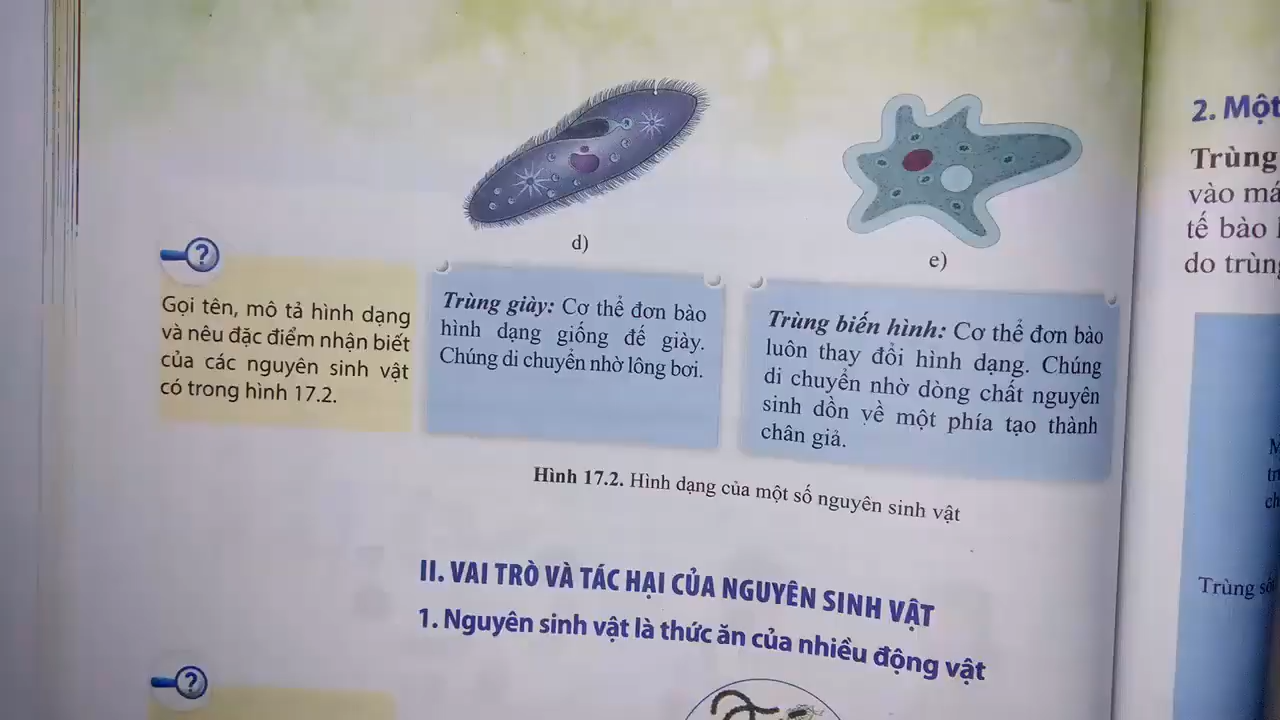 d)
e)
?
Gọi tên, mô tả hình dạng
và nêu đặc điểm nhận biết
của các nguyên sinh vật
có trong hình 17.2.
Trùng giày: Cơ thể đơn bào
hình dạng giống đế giày.
Chúng di chuyển nhờ lông bơi.
Trùng biến hình: Cơ thể đơn bào
luôn thay đổi hình dạng. Chúng
di chuyển nhờ dòng chất nguyên
sinh dồn về một phía tạo thành
chân giả.
Hình 17.2. Hình dạng của một số nguyên sinh vật
II. VAI TRÒ VÀ TÁC HẠI CỦA NGUYÊN SINH VẬT
1. Nguyên sinh vật là thức ăn của nhiều động vật
?
2. Một
Trùng
vào
tế bào
do
Trùng